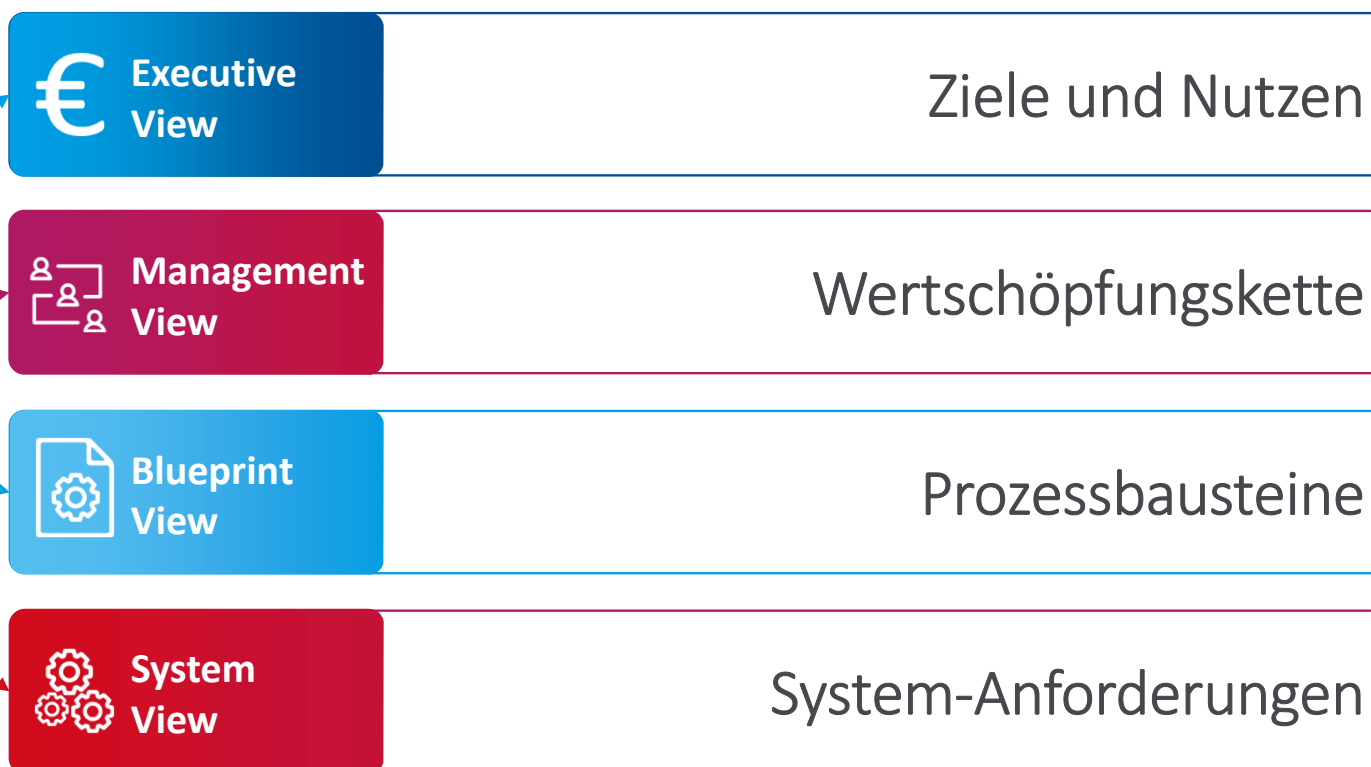 € Executive
View
Ziele und Nutzen
Management
View
Wertschöpfungskette
Blueprint
View
Prozessbausteine
System
View
System-Anforderungen